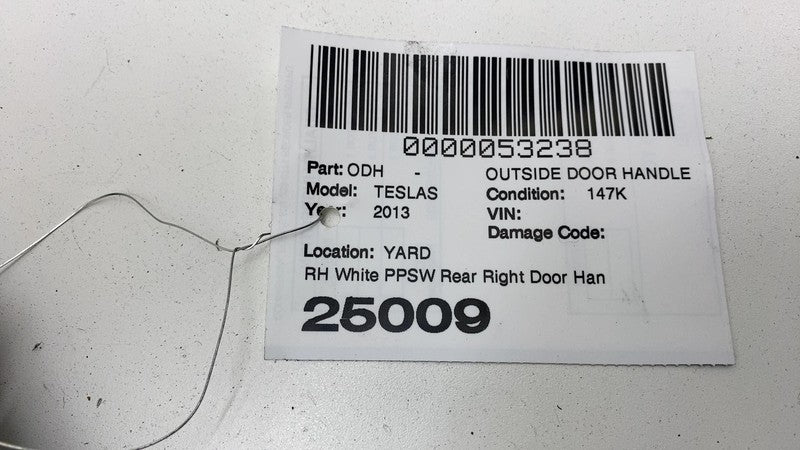 0000053238
Part: ODH - OUTSIDE DOOR HANDLE
Model: TESLAS Condition: 147K
Year: 2013 VIN:
Damage Code:
Location: YARD
RH White PPSW Rear Right Door Han
25009